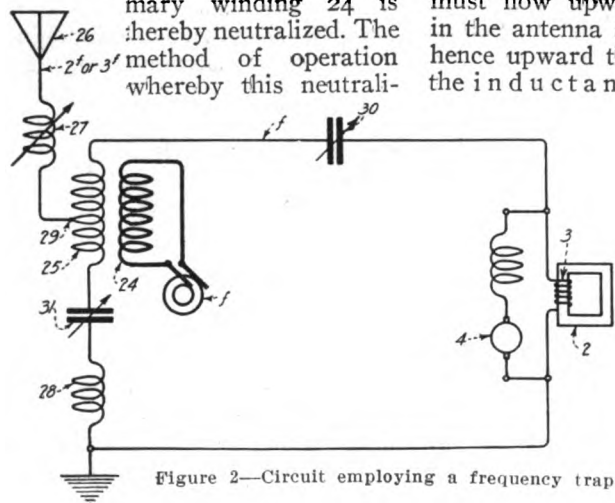 mary winding 24 is
thereby neutralized. The
method of operation
whereby this neutrali-
must flow upw
in the antenna
hence upward t
the inductan
26
2f or 3f
27
f
30
29
25
24
f
31
28
4
3
2
Figure 2—Circuit employing a frequency trap